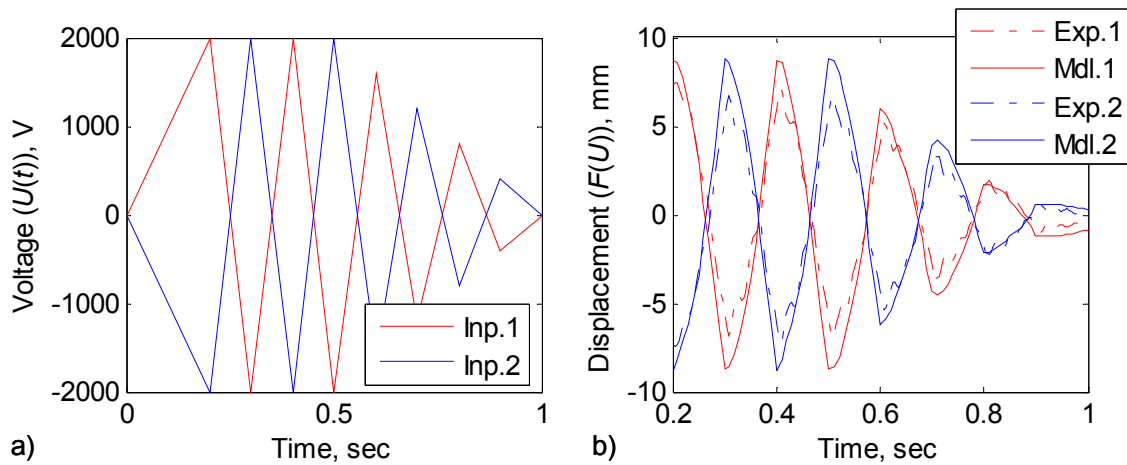 Voltage (U(t)), V
2000
1000
0
-1000
-2000
0
0.5
1
Time, sec
Inp.1
Inp.2
a)
Displacement (F(U)), mm
10
5
0
-5
-10
0.2
0.4
0.6
0.8
1
Time, sec
Exp.1
Mdl.1
Exp.2
Mdl.2
b)